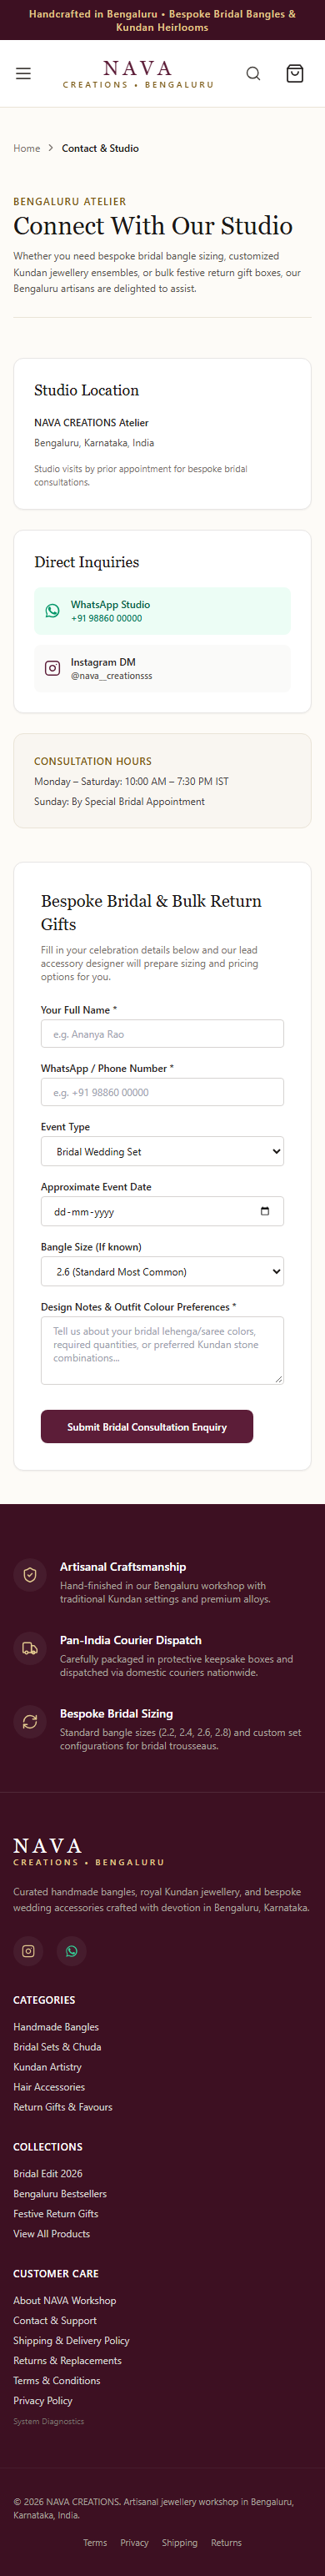 Handcrafted in Bengaluru • Bespoke Bridal Bangles &
Kundan Heirlooms
NAVA
CREATIONS • BENGALURU
Home > Contact & Studio
BENGALURU ATELIER
Connect With Our Studio
Whether you need bespoke bridal bangle sizing, customized
Kundan jewellery ensembles, or bulk festive return gift boxes, our
Bengaluru artisans are delighted to assist.
Studio Location
NAVA CREATIONS Atelier
Bengaluru, Karnataka, India
Studio visits by prior appointment for bespoke bridal
consultations.
Direct Inquiries
WhatsApp Studio
+91 98860 00000
Instagram DM
@nava__creationsss
CONSULTATION HOURS
Monday – Saturday: 10:00 AM – 7:30 PM IST
Sunday: By Special Bridal Appointment
Bespoke Bridal & Bulk Return
Gifts
Fill in your celebration details below and our lead
accessory designer will prepare sizing and pricing
options for you.
Your Full Name *
e.g. Ananya Rao
WhatsApp / Phone Number *
e.g. +91 98860 00000
Event Type
Bridal Wedding Set
Approximate Event Date
dd-mm-yyyy
Bangle Size (If known)
2.6 (Standard Most Common)
Design Notes & Outfit Colour Preferences *
Tell us about your bridal lehenga/saree colors,
required quantities, or preferred Kundan stone
combinations...
Submit Bridal Consultation Enquiry
Artisanal Craftsmanship
Hand-finished in our Bengaluru workshop with
traditional Kundan settings and premium alloys.
Pan-India Courier Dispatch
Carefully packaged in protective keepsake boxes and
dispatched via domestic couriers nationwide.
Bespoke Bridal Sizing
Standard bangle sizes (2.2, 2.4, 2.6, 2.8) and custom set
configurations for bridal trousseaus.
NAVA
CREATIONS • BENGALURU
Curated handmade bangles, royal Kundan jewellery, and bespoke
wedding accessories crafted with devotion in Bengaluru, Karnataka.
CATEGORIES
Handmade Bangles
Bridal Sets & Chuda
Kundan Artistry
Hair Accessories
Return Gifts & Favours
COLLECTIONS
Bridal Edit 2026
Bengaluru Bestsellers
Festive Return Gifts
View All Products
CUSTOMER CARE
About NAVA Workshop
Contact & Support
Shipping & Delivery Policy
Returns & Replacements
Terms & Conditions
Privacy Policy
System Diagnostics
© 2026 NAVA CREATIONS. Artisanal jewellery workshop in Bengaluru,
Karnataka, India.
Terms Privacy Shipping Returns